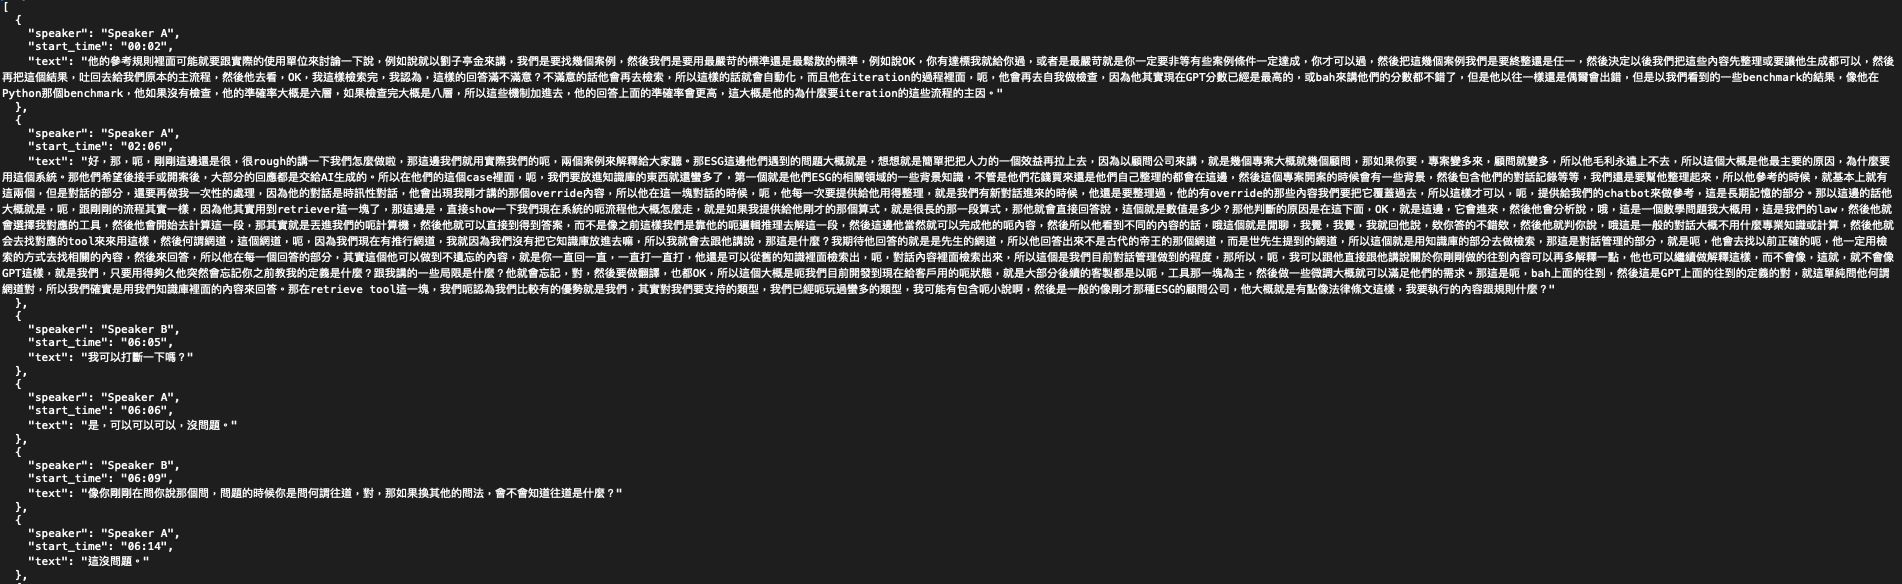 [
{
"speaker": "Speaker A",
"start_time": "00:02",
"text": "他的參考規則裡面可能就要跟實際的使用單位來討論一下說，例如說就以劉子亭金來講，我們是要找幾個案例，然後我們是要用最嚴苛的標準還是最鬆散的標準，例如說OK，你有達標我就給你過，或者是最嚴苛就是你一定要非等有些案例條件一定達成，你才可以過，然後把這幾個案例我們是要終整還是任一，然後決定以後我們把這些內容先整理或要讓他生成都可以，然後
再把這個結果，吐回去給我們原本的主流程，然後他去看，OK，我這樣檢索完，我認為，這樣的回答滿不滿意？不滿意的話他會再去檢索，所以這樣的話就會自動化，而且他在iteration的過程裡面，呃，他會再去自我做檢查，因為他其實現在GPT分數已經是最高的，或bah來講他們的分數都不錯了，但是他以往一樣還是偶爾會出錯，但是以我們看到的一些benchmark的結果，像他在
Python那個benchmark，他如果沒有檢查，他的準確率大概是六層，如果檢查完大概是八層，所以這些機制加進去，他的回答上面的準確率會更高，這大概是他的為什麼要iteration的這些流程的主因。"
},
{
"speaker": "Speaker A",
"start_time": "02:06",
"text": "好，那，呃，剛剛這邊還是很，很rough的講一下我們怎麼做啦，那這邊我們就用實際我們的呃，兩個案例來解釋給大家聽。那ESG這邊他們遇到的問題大概就是，想想就是簡單把把人力的一個效益再拉上去，因為以顧問公司來講，就是幾個專案大概就幾個顧問，那如果你要，專案變多來，顧問就變多，所以他毛利永遠上不去，所以這個大概是他最主要的原因，為什麼要
用這個系統。那他們希望後接手或開案後，大部分的回應都是交給AI生成的。所以在他們的這個case裡面，呃，我們要放進知識庫的東西就還蠻多了，第一個就是他們ESG的相關領域的一些背景知識，不管是他們花錢買來還是他們自己整理的都會在這邊，然後這個專案開案的時候會有一些背景，然後包含他們的對話記錄等等，我們還是要幫他整理起來，所以他參考的時候，就基本上就有
這兩個，但是對話的部分，還要再做我一次性的處理，因為他的對話是時訊性對話，他會出現我剛才講的那個override內容，所以他在這一塊對話的時候，呃，他每一次要提供給他用得整理，就是我們有新對話進來的時候，他還是要整理過，他的有override的那些內容我們要把它覆蓋過去，所以這樣才可以，呃，提供給我們的chatbot來做參考，這是長期記憶的部分。那以這邊的話他
大概就是，呃，跟剛剛的流程其實一樣，因為他其實用到retriever這一塊了，那這邊是，直接show一下我們現在系統的呃流程他大概怎麼走，就是如果我提供給他剛才的那個算式，就是很長的那一段算式，那他就會直接回答說，這個就是數值是多少？那他判斷的原因是在這下面，OK，就是這邊，它會進來，然後他會分析說，哦，這是一個數學問題我大概用，這是我們的law，然後他就
會選擇我對應的工具，然後他會開始去計算這一段，那其實就是丟進我們的呃計算機，然後他就可以直接到得到答案，而不是像之前這樣我們是靠他的呃邏輯推理去解這一段，然後這邊他當然就可以完成他的呃內容，然後所以他看到不同的內容的話，哦這個就是閒聊，我覺，我覺，我就回他說，欸你答的不錯欸，然後他就判你說，哦這是一般的對話大概不用什麼專業知識或計算，然後他就
會去找對應的tool來來用這樣，然後何謂網道，這個網道，呃，因為我們現在有推行網道，我就因為我們沒有把它知識庫放進去嘛，所以我就會去跟他講說，那這是什麼？我期待他回答的就是是先生的網道，所以他回答出來不是古代的帝王的那個網道，而是世先生提到的網道，所以這個就是用知識庫的部分去做檢索，那這是對話管理的部分，就是呃，他會去找以前正確的呃，他一定用檢
索的方式去找相關的內容，然後來回答，所以他在每一個回答的部分，其實這個他可以做到不遺忘的內容，就是你一直回一直，一直打一直打，他還是可以從舊的知識裡面檢索出，呃，對話內容裡面檢索出來，所以這個是我們目前對話管理做到的程度，那所以，呃，我可以跟他直接跟他講說關於你剛剛做的往到內容可以再多解釋一點，他也可以繼續做解釋這樣，而不會像，這就，就不會像
GPT這樣，就是我們，只要用得夠久他突然會忘記你之前教我的定義是什麼？跟我講的一些局限是什麼？他就會忘記，對，然後要做翻譯，也都OK，所以這個大概是呃我們目前開發到現在給客戶用的呃狀態，就是大部分後續的客製都是以呃，工具那一塊為主，然後做一些微調大概就可以滿足他們的需求。那這是呃，bah上面的往到，然後這是GPT上面的往到的定義的對，就這單純問他何謂
網道對，所以我們確實是用我們知識庫裡面的內容來回答。那在retrieve tool這一塊，我們呃認為我們比較有的優勢就是我們，其實對我們要支持的類型，我們已經呃玩過蠻多的類型，我可能有包含呃小說啊，然後是一般的像剛才那種ESG的顧問公司，他大概就是有點像法律條文這樣，我要執行的內容跟規則什麼？"
},
{
"speaker": "Speaker B",
"start_time": "06:05",
"text": "我可以打斷一下嗎？"
},
{
"speaker": "Speaker A",
"start_time": "06:06",
"text": "是，可以可以可以，沒問題。"
},
{
"speaker": "Speaker B",
"start_time": "06:09",
"text": "像你剛剛在問你說那個問，問題的時候你是問何謂往道，對，那如果換其他的問法，會不會知道往道是什麼？"
},
{
"speaker": "Speaker A",
"start_time": "06:14",
"text": "這沒問題。"
},